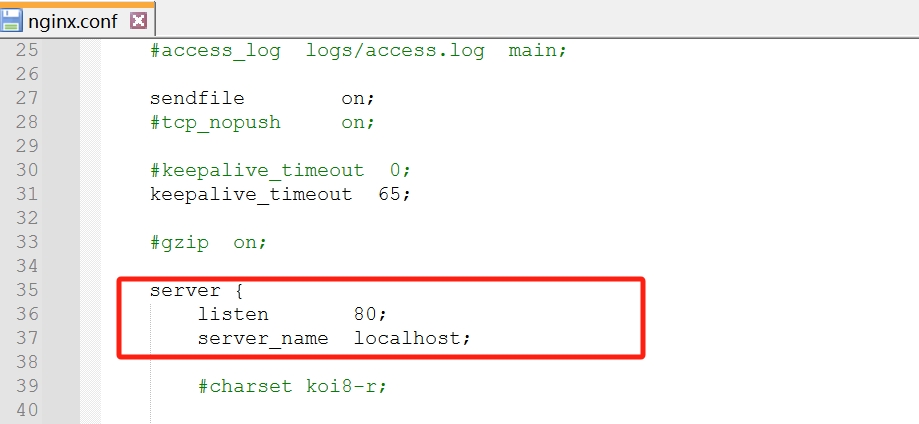 nginx.conf
25 #access_log  logs/access.log  main;
26
27 sendfile        on;
28 #tcp_nopush     on;
29
30 #keepalive_timeout  0;
31 keepalive_timeout  65;
32
33 #gzip  on;
34
35 server {
36     listen       80;
37     server_name  localhost;
38
39     #charset koi8-r;
40